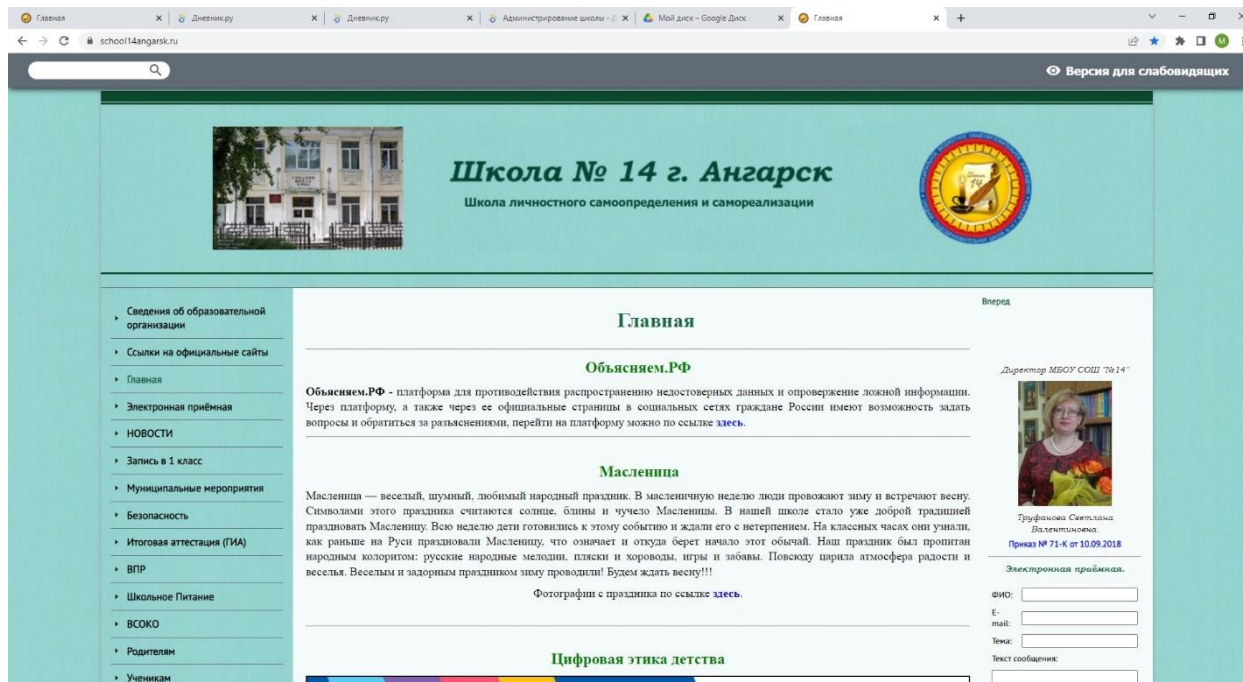 Главная
Дневник.ру
Дневник.ру
Администрирование школы - Д
Мой диск – Google Диск
Главная
school14angarsk.ru
М
Версия для слабовидящих
Школа № 14 г. Ангарск
Школа личностного самоопределения и самореализации
Сведения об образовательной
организации
Ссылки на официальные сайты
Главная
Электронная приёмная
НОВОСТИ
Запись в 1 класс
Муниципальные мероприятия
Безопасность
Итоговая аттестация (ГИА)
ВПР
Школьное Питание
ВСОКО
Родителям
Ученикам
Главная
Объясняем.РФ
Объясняем.РФ - платформа для противодействия распространению недостоверных данных и опровержение ложной информации.
Через платформу, а также через ее официальные страницы в социальных сетях граждане России имеют возможность задать
вопросы и обратиться за разъяснениями, перейти на платформу можно по ссылке здесь.
Масленица
Масленица — веселый, шумный, любимый народный праздник. В масленичную неделю люди провожают зиму и встречают весну.
Символами этого праздника считаются солнце, блины и чучело Масленицы. В нашей школе стало уже доброй традицией
праздновать Масленицу. Всю неделю дети готовились к этому событию и ждали его с нетерпением. На классных часах они узнали,
как раньше на Руси праздновали Масленицу, что означает и откуда берет начало этот обычай. Наш праздник был пропитан
народным колоритом: русские народные мелодии, пляски и хороводы, игры и забавы. Повсюду царила атмосфера радости и
веселья. Веселым и задорным праздником зиму проводили! Будем ждать весну!!!
Фотографии с праздника по ссылке здесь.
Цифровая этика детства
Вперед
Директор МБОУ СОШ "№14"
Труфанова Светлана
Валентиновна.
Приказ № 71-К от 10.09.2018
Электронная приёмная.
ФИО:
E-
mail:
Тема:
Текст сообщения: